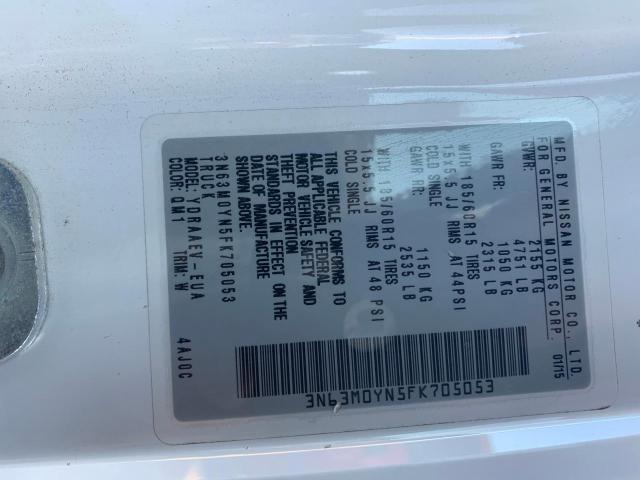 MFD. BY NISSAN MOTOR CO., LTD.
FOR GENERAL MOTORS CORP. 01/15
GVWR: 2155 KG
4751 LB
GAWR FR: 1050 KG
2315 LB
WITH 185/60R15 TIRES
15x5.5 JJ RIMS AT 44PSI
COLD SINGLE
GAWR RR: 1150 KG
2535 LB
WITH 185/60R15 TIRES
15x5.5 JJ RIMS AT 48 PSI
COLD SINGLE
THIS VEHICLE CONFORMS TO
ALL APPLICABLE FEDERAL
MOTOR VEHICLE SAFETY AND
THEFT PREVENTION
STANDARDS IN EFFECT ON THE
DATE OF MANUFACTURE
SHOWN ABOVE.
3N63M0YN5FK705053
TRUCK
MODEL: YDRAAEV-EUA
COLOR: QM1 TRIM: W 4AJ0C
3N63M0YN5FK705053